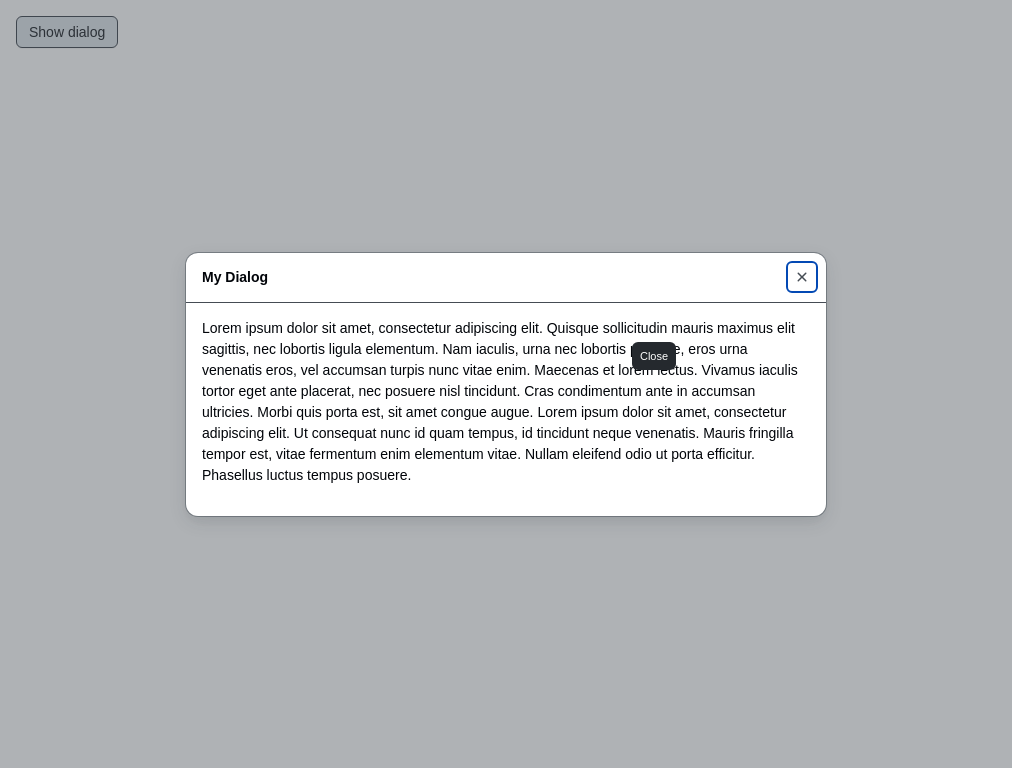 Show dialog
My Dialog
Lorem ipsum dolor sit amet, consectetur adipiscing elit. Quisque sollicitudin mauris maximus elit
sagittis, nec lobortis ligula elementum. Nam iaculis, urna nec lobortis eros urna
Close
venenatis eros, vel accumsan turpis nunc vitae enim. Maecenas et lorem lectus. Vivamus iaculis
tortor eget ante placerat, nec posuere nisl tincidunt. Cras condimentum ante in accumsan
ultricies. Morbi quis porta est, sit amet congue augue. Lorem ipsum dolor sit amet, consectetur
adipiscing elit. Ut consequat nunc id quam tempus, id tincidunt neque venenatis. Mauris fringilla
tempor est, vitae fermentum enim elementum vitae. Nullam eleifend odio ut porta efficitur.
Phasellus luctus tempus posuere.